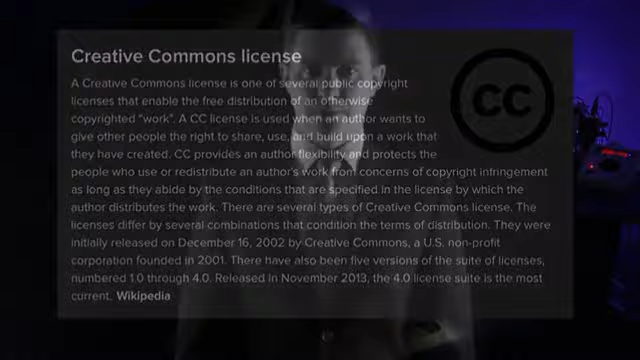 Creative Commons license
A Creative Commons license is one of several public copyright
licenses that enable the free distribution of an otherwise
copyrighted "work". A CC license is used when an author wants to
give other people the right to share, use, and build upon a work that
they have created. CC provides an author flexibility and protects the
people who use or redistribute an author's work from concerns of copyright infringement
as long as they abide by the conditions that are specified in the license by which the
author distributes the work. There are several types of Creative Commons license. The
licenses differ by several combinations that condition the terms of distribution. They were
initially released on December 16, 2002 by Creative Commons, a U.S. non-profit
corporation founded in 2001. There have also been five versions of the suite of licenses,
numbered 1.0 through 4.0. Released in November 2013, the 4.0 license suite is the most
current. Wikipedia
CC